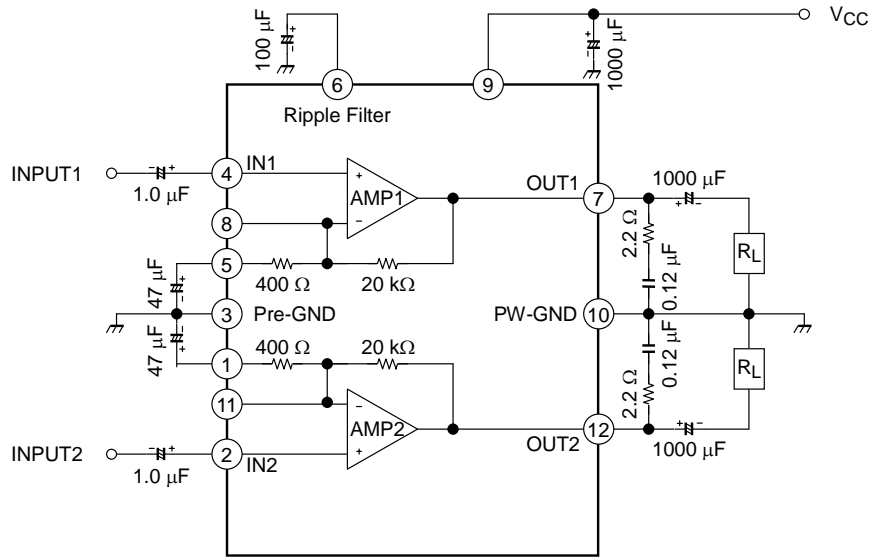 V_CC
100 μF
1000 μF
6
9
Ripple Filter
INPUT1
1.0 μF
4
IN1
AMP1
OUT1
7
1000 μF
8
2.2 Ω
0.12 μF
R_L
47 μF
5
400 Ω
20 kΩ
3
Pre-GND
PW-GND
10
47 μF
1
400 Ω
20 kΩ
2.2 Ω
0.12 μF
R_L
11
AMP2
OUT2
12
1000 μF
INPUT2
1.0 μF
2
IN2